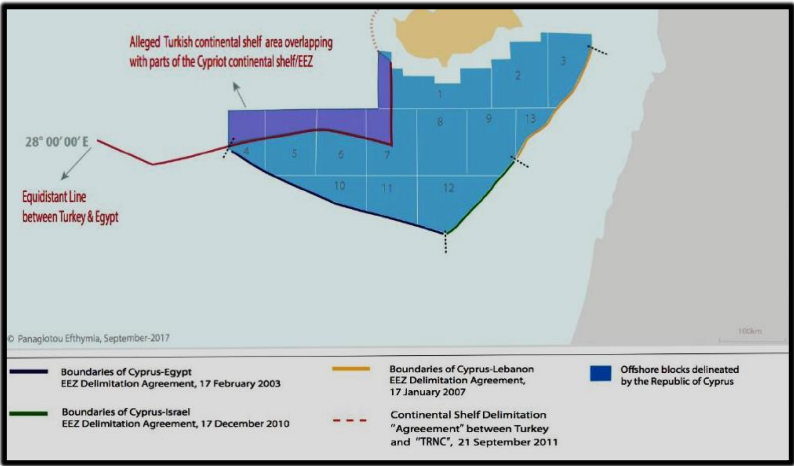 Alleged Turkish continental shelf area overlapping
with parts of the Cypriot continental shelf/EEZ
3
2
1
28° 00' 00' E
8
9
13
4
5
6
7
Equidistant Line
between Turkey & Egypt
10
11
12
© Panagiotou Efthymia, September-2017
100km
Boundaries of Cyprus-Egypt
EEZ Delimitation Agreement, 17 February 2003
Boundaries of Cyprus-Israel
EEZ Delimitation Agreement, 17 December 2010
Boundaries of Cyprus-Lebanon
EEZ Delimitation Agreement,
17 January 2007
Continental Shelf Delimitation
"Agreeement" between Turkey
and "TRNC", 21 September 2011
Offshore blocks delineated
by the Republic of Cyprus